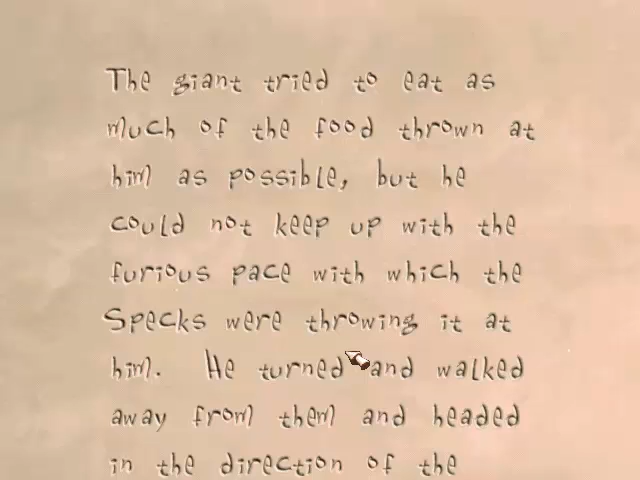 The giant tried to eat as
much of the food thrown at
him as possible, but he
could not keep up with the
furious pace with which the
Specks were throwing it at
him. He turned and walked
away from them and headed
in the direction of the